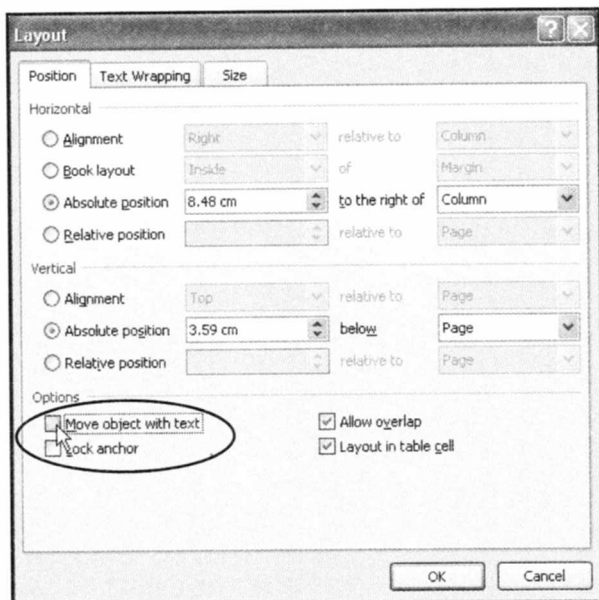 Layout
Position Text Wrapping Size
Horizontal
Alignment Right relative to Column
Book layout Inside of Margin
Absolute position 8.48 cm to the right of Column
Relative position relative to Page
Vertical
Alignment Top relative to Page
Absolute position 3.59 cm below Page
Relative position relative to Page
Options
Move object with text Allow overlap
Lock anchor Layout in table cell
OK Cancel